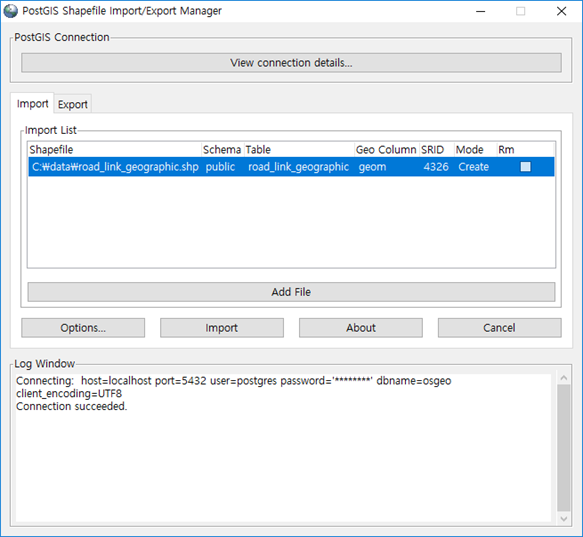 PostGIS Shapefile Import/Export Manager
PostGIS Connection
View connection details...
Import Export
Import List
Shapefile Schema Table Geo Column SRID Mode Rm
C:₩data₩road_link_geographic.shp public road_link_geographic geom 4326 Create
Add File
Options... Import About Cancel
Log Window
Connecting: host=localhost port=5432 user=postgres password='********' dbname=osgeo
client_encoding=UTF8
Connection succeeded.